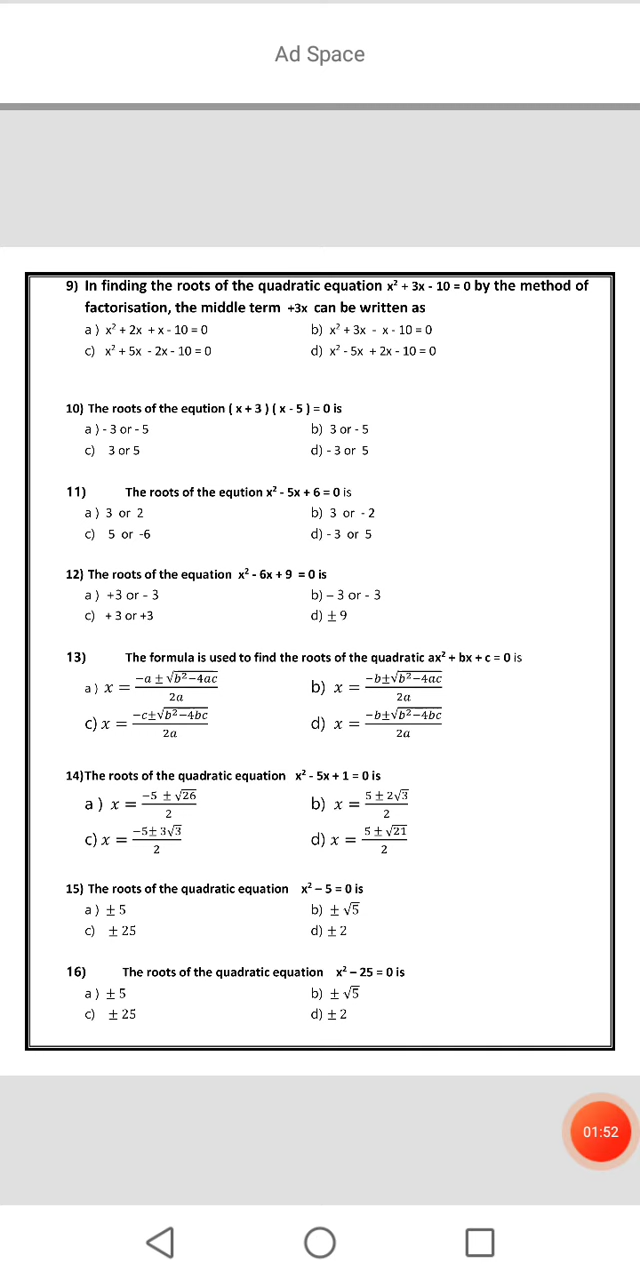 Ad Space
9) In finding the roots of the quadratic equation x² + 3x - 10 = 0 by the method of
factorisation, the middle term +3x can be written as
a ) x² + 2x + x - 10 = 0 b) x² + 3x - x - 10 = 0
c) x² + 5x - 2x - 10 = 0 d) x² - 5x + 2x - 10 = 0
10) The roots of the eqution ( x + 3 ) ( x - 5 ) = 0 is
a ) - 3 or - 5 b) 3 or - 5
c) 3 or 5 d) - 3 or 5
11) The roots of the eqution x² - 5x + 6 = 0 is
a ) 3 or 2 b) 3 or - 2
c) 5 or -6 d) - 3 or 5
12) The roots of the equation x² - 6x + 9 = 0 is
a ) +3 or - 3 b) – 3 or - 3
c) + 3 or +3 d) ± 9
13) The formula is used to find the roots of the quadratic ax² + bx + c = 0 is
a ) x = (−a ± √(b²−4ac))/2a b) x = (−b±√(b²−4ac))/2a
c) x = (−c±√(b²−4bc))/2a d) x = (−b±√(b²−4bc))/2a
14)The roots of the quadratic equation x² - 5x + 1 = 0 is
a ) x = (−5 ± √26)/2 b) x = (5 ± 2√3)/2
c) x = (−5± 3√3)/2 d) x = (5 ± √21)/2
15) The roots of the quadratic equation x² – 5 = 0 is
a ) ± 5 b) ± √5
c) ± 25 d) ± 2
16) The roots of the quadratic equation x² – 25 = 0 is
a ) ± 5 b) ± √5
c) ± 25 d) ± 2
01:52